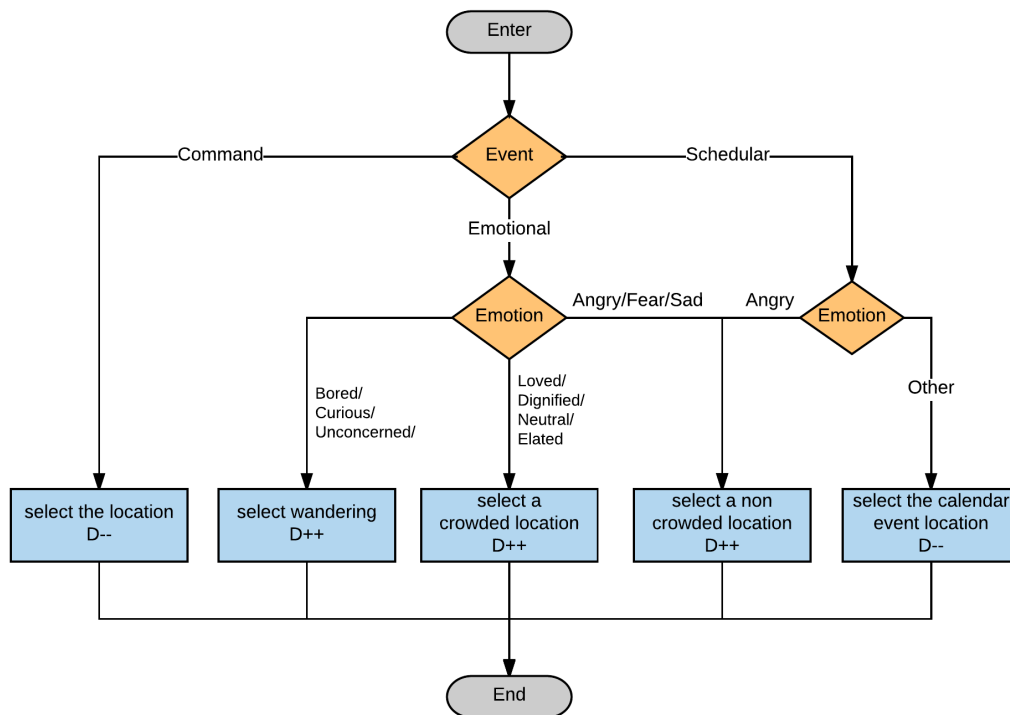 Enter
Event
Command
Schedular
Emotional
Angry/Fear/Sad
Angry
Emotion
Emotion
Bored/
Curious/
Unconcerned/
Loved/
Dignified/
Neutral/
Elated
Other
select the location
D--
select wandering
D++
select a
crowded location
D++
select a non
crowded location
D++
select the calendar
event location
D--
End